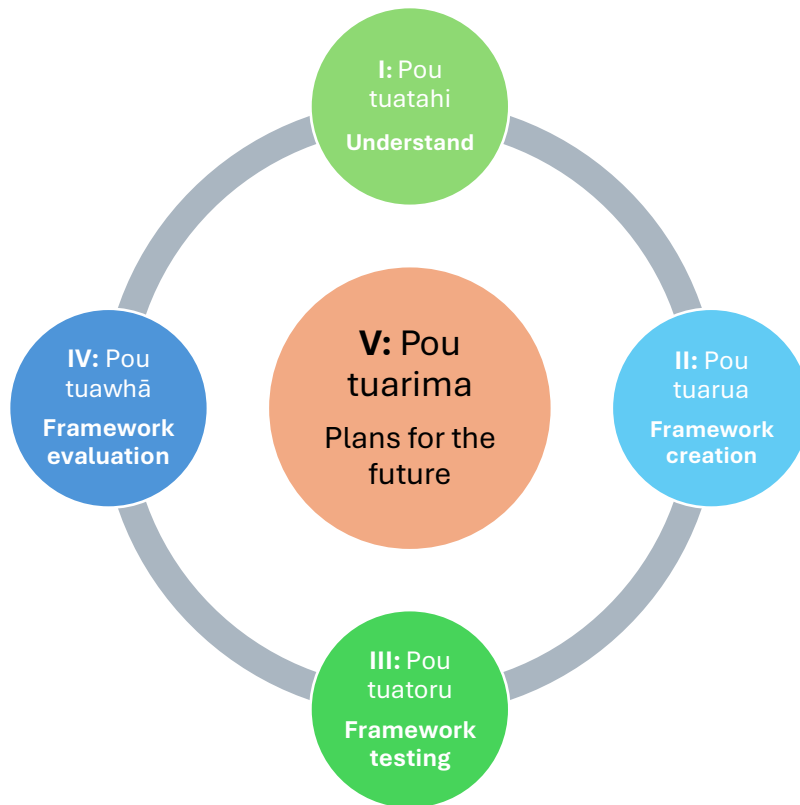 I: Pou
tuatahi
Understand
II: Pou
tuarua
Framework
creation
III: Pou
tuatoru
Framework
testing
IV: Pou
tuawhā
Framework
evaluation
V: Pou
tuarima
Plans for the
future